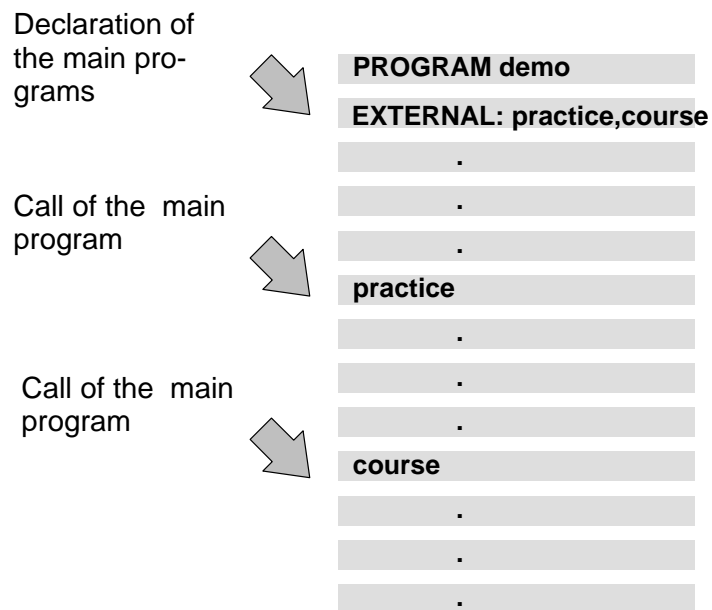 Declaration of
the main pro-
grams
PROGRAM demo
EXTERNAL: practice,course
.
.
.
Call of the  main
program
practice
.
.
.
Call of the  main
program
course
.
.
.